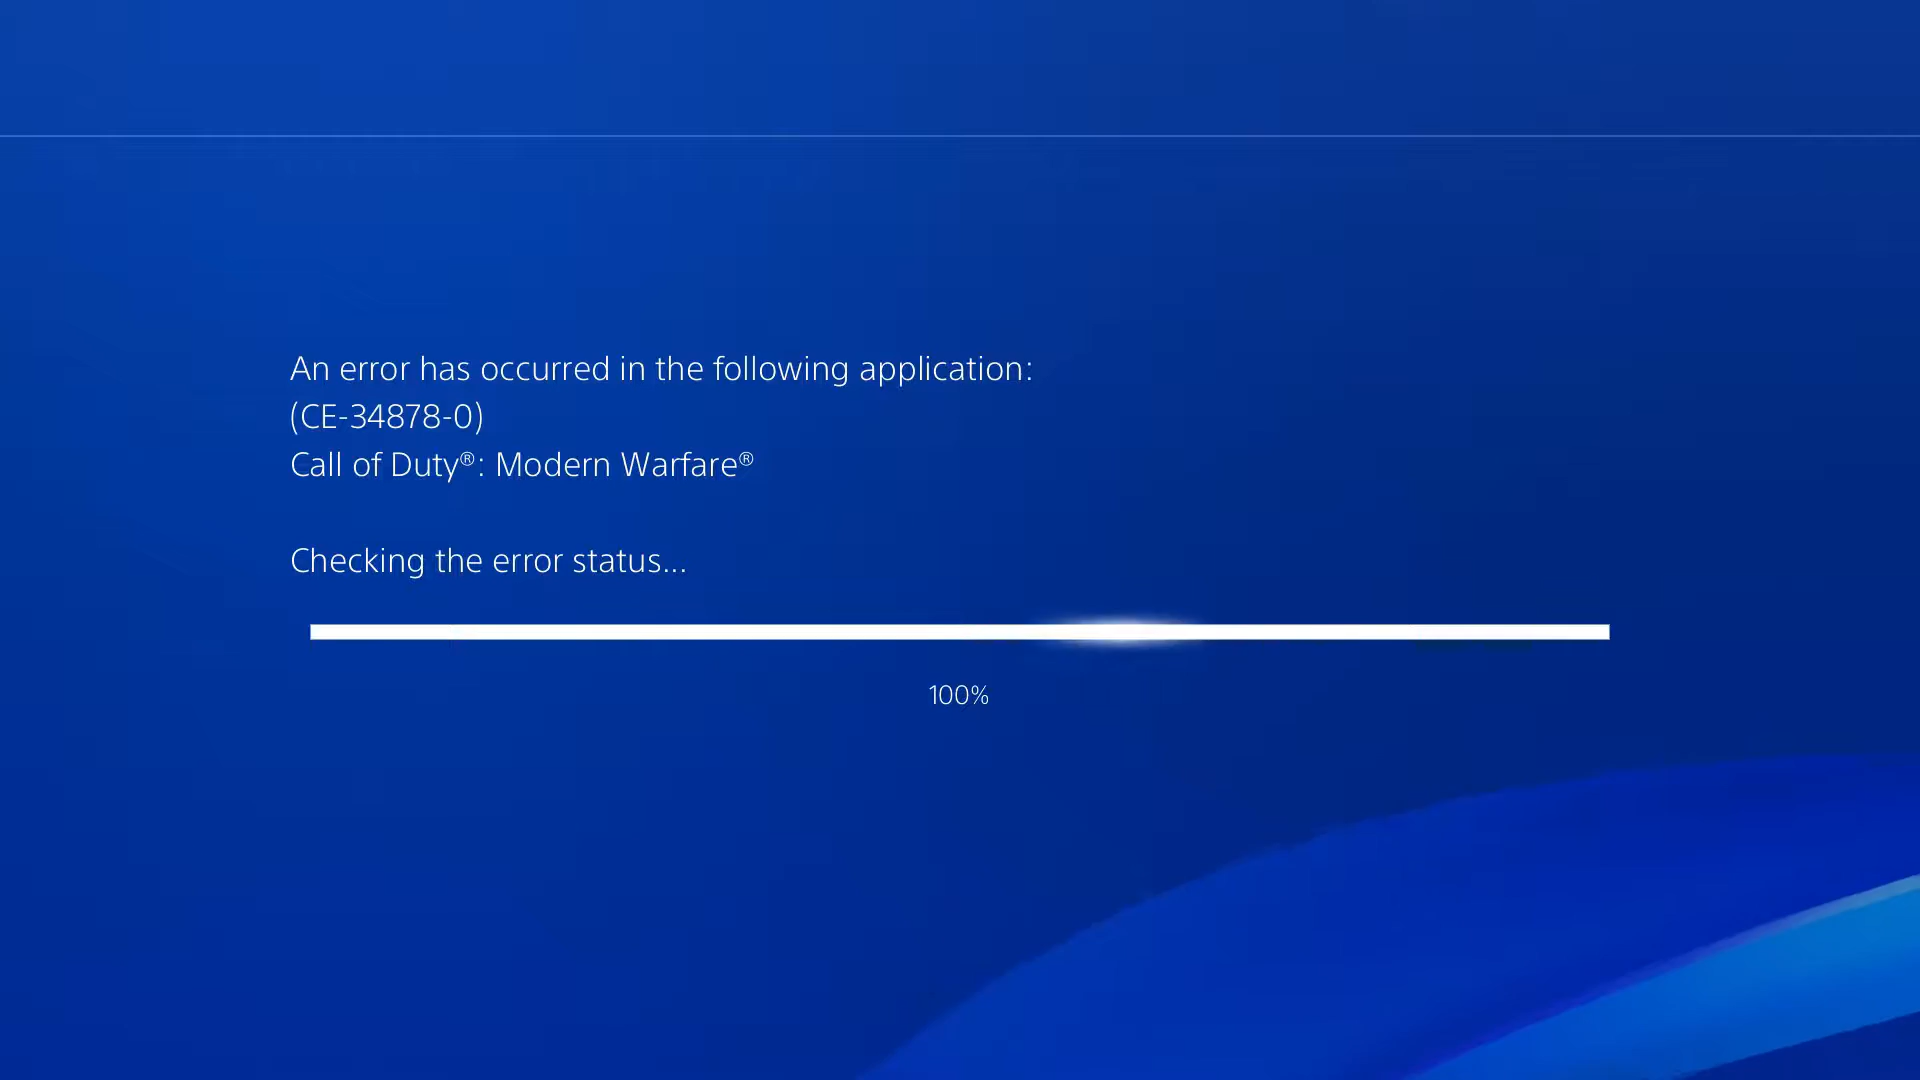 An error has occurred in the following application:
(CE-34878-0)
Call of Duty®: Modern Warfare®
Checking the error status...
100%